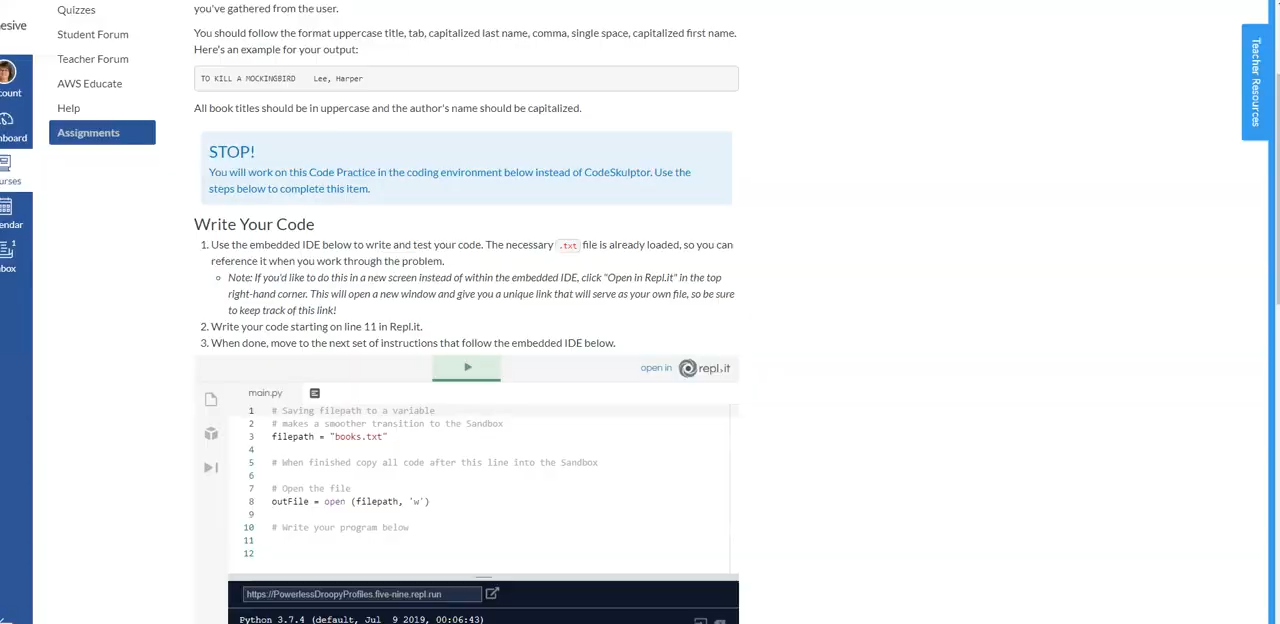 Quizzes
you've gathered from the user.
esive
Student Forum
You should follow the format uppercase title, tab, capitalized last name, comma, single space, capitalized first name.
Here's an example for your output:
Teacher Forum
TO KILL A MOCKINGBIRD    Lee, Harper
AWS Educate
count
Help
All book titles should be in uppercase and the author's name should be capitalized.
Teacher Resources
Assignments
board
STOP!
You will work on this Code Practice in the coding environment below instead of CodeSkulptor. Use the
steps below to complete this item.
urses
endar
1
box
Write Your Code
1. Use the embedded IDE below to write and test your code. The necessary .txt file is already loaded, so you can
reference it when you work through the problem.
Note: If you'd like to do this in a new screen instead of within the embedded IDE, click "Open in Repl.it" in the top
right-hand corner. This will open a new window and give you a unique link that will serve as your own file, so be sure
to keep track of this link!
2. Write your code starting on line 11 in Repl.it.
3. When done, move to the next set of instructions that follow the embedded IDE below.
open in repl.it
main.py
1 # Saving filepath to a variable
2 # makes a smoother transition to the Sandbox
3 filepath = "books.txt"
4
5 # When finished copy all code after this line into the Sandbox
6
7 # Open the file
8 outFile = open (filepath, 'w')
9
10 # Write your program below
11
12
https://PowerlessDroopyProfiles.five-nine.repl.run
Python 3.7.4 (default, Jul  9 2019, 00:06:43)